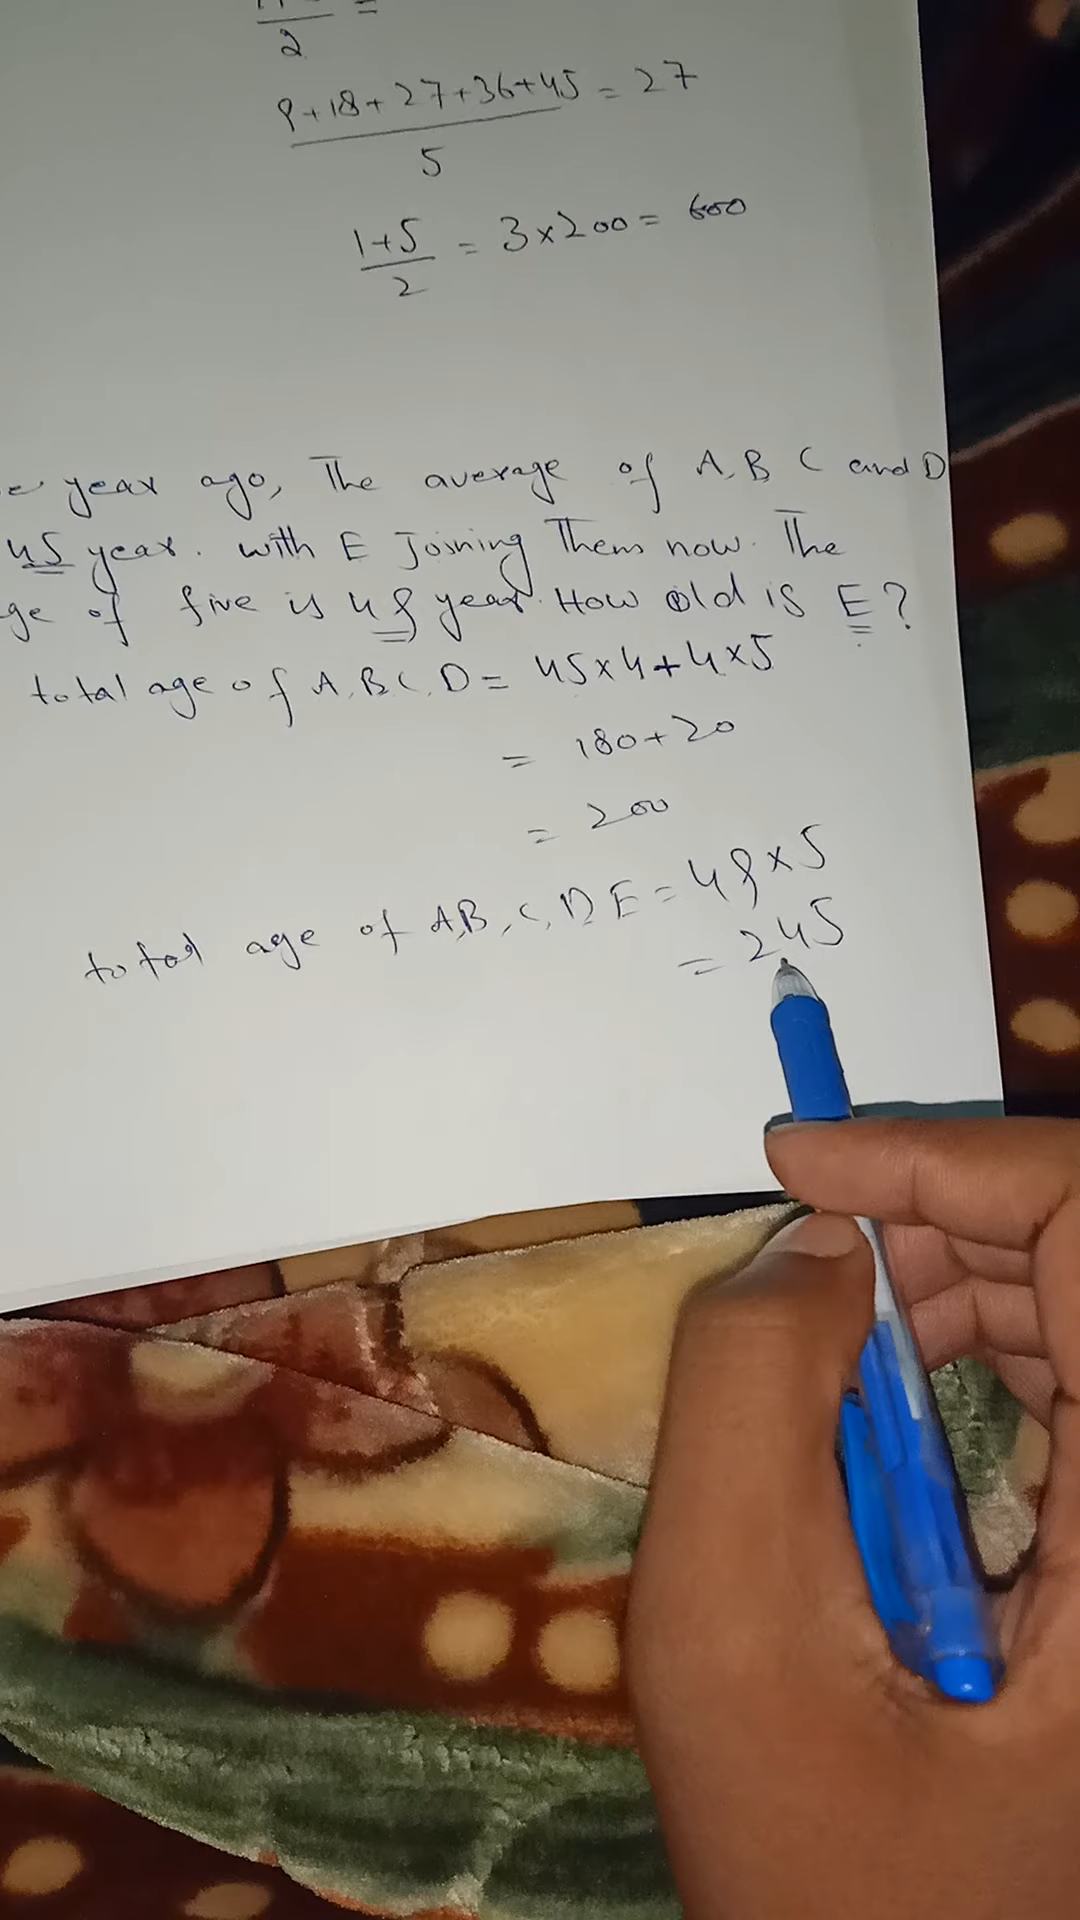 2 =
9+18+27+36+45 = 27
5
1+5 = 3×200 = 600
2
year ago, The average of A, B C and D
45 year. with E Joining Them now. The
of five is 49 year. How old is E?
total age of A, B C, D = 45×4+4×5
= 180+20
= 200
total age of A,B,C,D E = 49×5
= 245